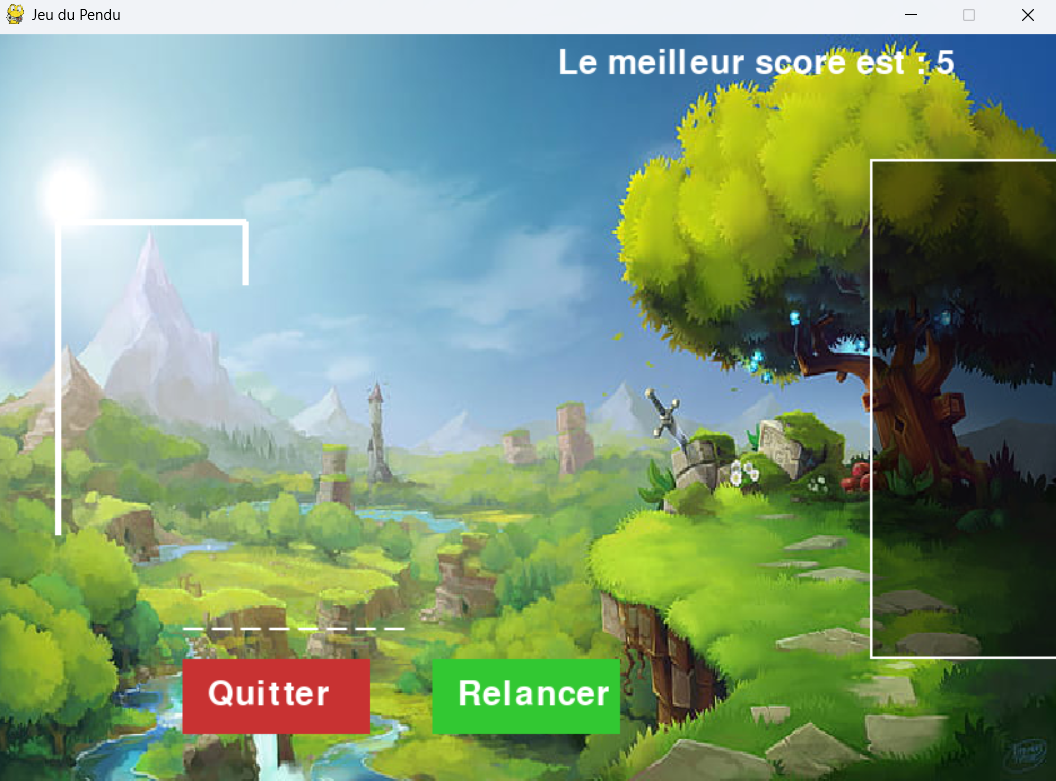 Jeu du Pendu
Le meilleur score est : 5
_ _ _ _ _ _ _ _
Quitter
Relancer